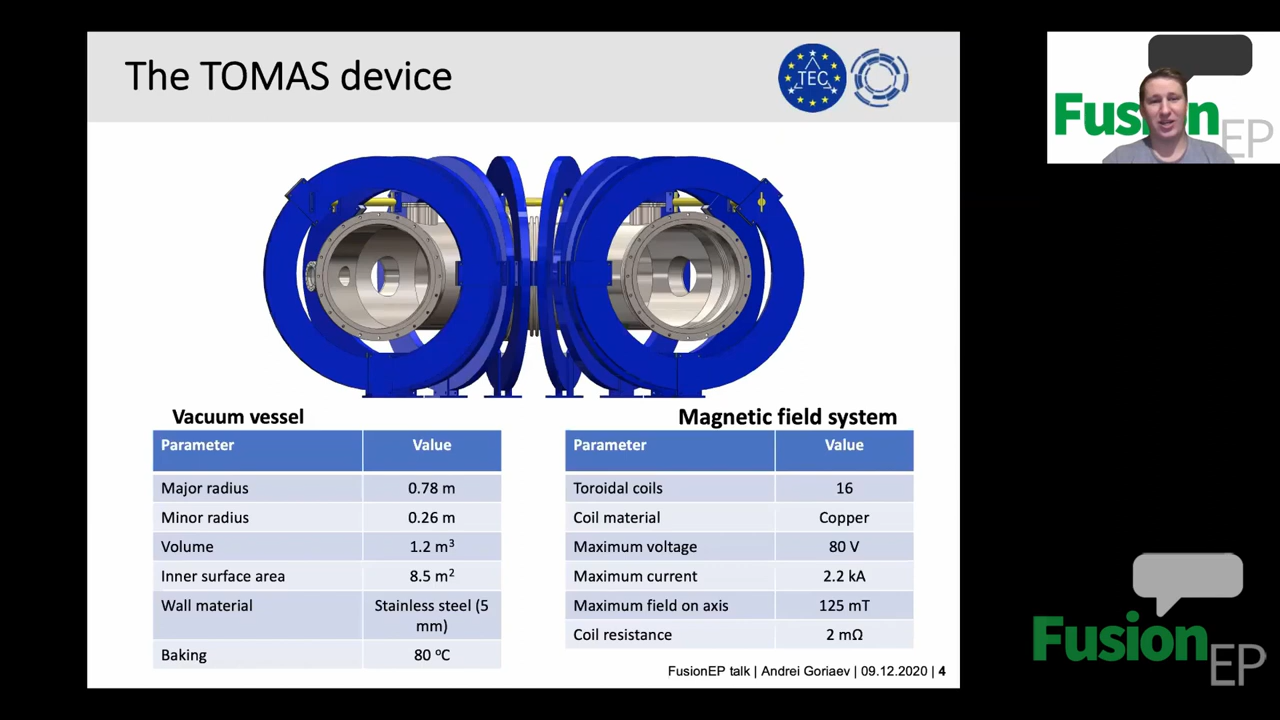 The TOMAS device
TEC
Fusion
EP
Vacuum vessel
Parameter Value
Major radius 0.78 m
Minor radius 0.26 m
Volume 1.2 m³
Inner surface area 8.5 m²
Wall material Stainless steel (5
mm)
Baking 80 ºC
Magnetic field system
Parameter Value
Toroidal coils 16
Coil material Copper
Maximum voltage 80 V
Maximum current 2.2 kA
Maximum field on axis 125 mT
Coil resistance 2 mΩ
FusionEP talk | Andrei Goriaev | 09.12.2020 | 4
Fusion
EP